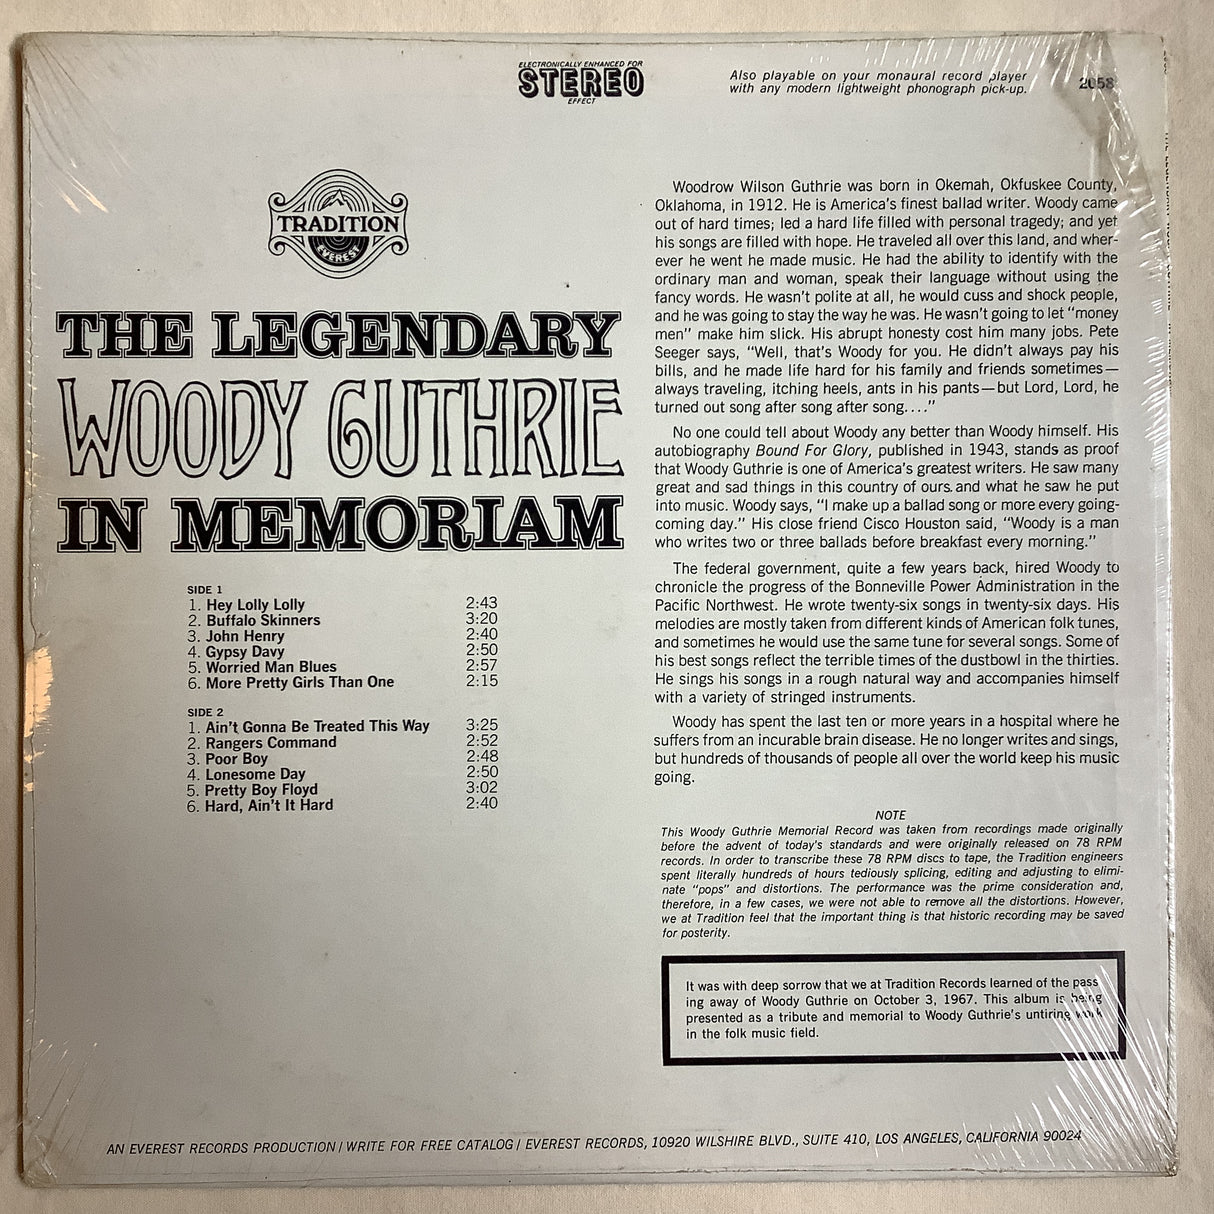 ELECTRONICALLY ENHANCED FOR
STEREO
EFFECT
Also playable on your monaural record player
with any modern lightweight phonograph pick-up.
2058
TRADITION
EVEREST
THE LEGENDARY
WOODY GUTHRIE
IN MEMORIAM
SIDE 1
1. Hey Lolly Lolly 2:43
2. Buffalo Skinners 3:20
3. John Henry 2:40
4. Gypsy Davy 2:50
5. Worried Man Blues 2:57
6. More Pretty Girls Than One 2:15
SIDE 2
1. Ain't Gonna Be Treated This Way 3:25
2. Rangers Command 2:52
3. Poor Boy 2:48
4. Lonesome Day 2:50
5. Pretty Boy Floyd 3:02
6. Hard, Ain't It Hard 2:40
Woodrow Wilson Guthrie was born in Okemah, Okfuskee County,
Oklahoma, in 1912. He is America's finest ballad writer. Woody came
out of hard times; led a hard life filled with personal tragedy; and yet
his songs are filled with hope. He traveled all over this land, and wher-
ever he went he made music. He had the ability to identify with the
ordinary man and woman, speak their language without using the
fancy words. He wasn't polite at all, he would cuss and shock people,
and he was going to stay the way he was. He wasn't going to let "money
men" make him slick. His abrupt honesty cost him many jobs. Pete
Seeger says, "Well, that's Woody for you. He didn't always pay his
bills, and he made life hard for his family and friends sometimes—
always traveling, itching heels, ants in his pants—but Lord, Lord, he
turned out song after song after song...."
No one could tell about Woody any better than Woody himself. His
autobiography Bound For Glory, published in 1943, stands as proof
that Woody Guthrie is one of America's greatest writers. He saw many
great and sad things in this country of ours and what he saw he put
into music. Woody says, "I make up a ballad song or more every going-
coming day." His close friend Cisco Houston said, "Woody is a man
who writes two or three ballads before breakfast every morning."
The federal government, quite a few years back, hired Woody to
chronicle the progress of the Bonneville Power Administration in the
Pacific Northwest. He wrote twenty-six songs in twenty-six days. His
melodies are mostly taken from different kinds of American folk tunes,
and sometimes he would use the same tune for several songs. Some of
his best songs reflect the terrible times of the dustbowl in the thirties.
He sings his songs in a rough natural way and accompanies himself
with a variety of stringed instruments.
Woody has spent the last ten or more years in a hospital where he
suffers from an incurable brain disease. He no longer writes and sings,
but hundreds of thousands of people all over the world keep his music
going.
NOTE
This Woody Guthrie Memorial Record was taken from recordings made originally
before the advent of today's standards and were originally released on 78 RPM
records. In order to transcribe these 78 RPM discs to tape, the Tradition engineers
spent literally hundreds of hours tediously splicing, editing and adjusting to elimi-
nate "pops" and distortions. The performance was the prime consideration and,
therefore, in a few cases, we were not able to remove all the distortions. However,
we at Tradition feel that the important thing is that historic recording may be saved
for posterity.
It was with deep sorrow that we at Tradition Records learned of the pass
ing away of Woody Guthrie on October 3, 1967. This album is being
presented as a tribute and memorial to Woody Guthrie's untiring work
in the folk music field.
AN EVEREST RECORDS PRODUCTION / WRITE FOR FREE CATALOG / EVEREST RECORDS, 10920 WILSHIRE BLVD., SUITE 410, LOS ANGELES, CALIFORNIA 90024